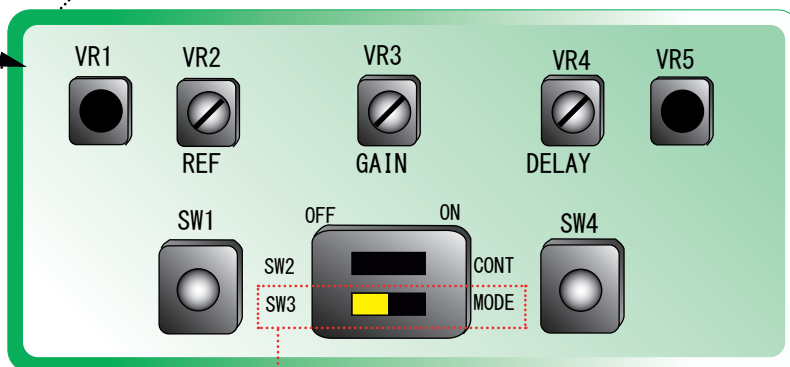 VR1 VR2 VR3 VR4 VR5
REF GAIN DELAY
SW1 OFF ON SW4
SW2 CONT
SW3 MODE